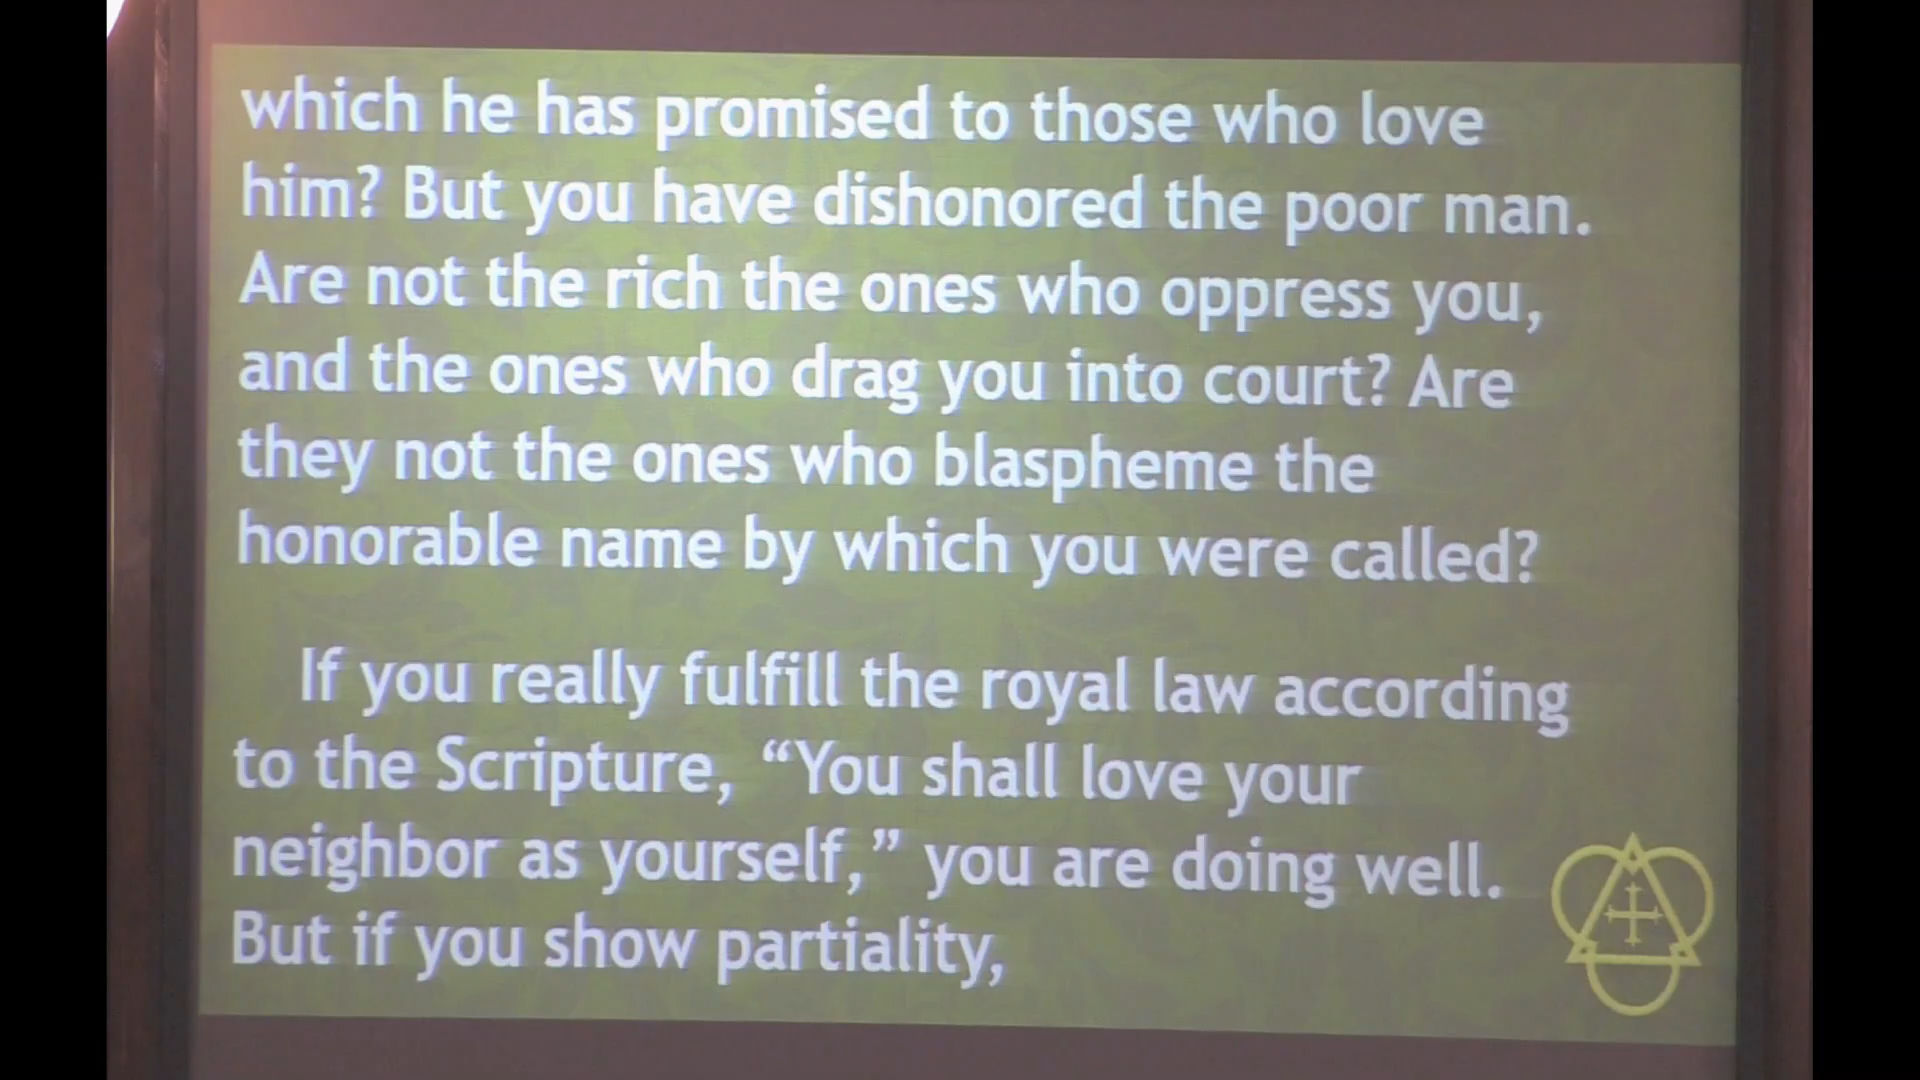 which he has promised to those who love
him? But you have dishonored the poor man.
Are not the rich the ones who oppress you,
and the ones who drag you into court? Are
they not the ones who blaspheme the
honorable name by which you were called?
If you really fulfill the royal law according
to the Scripture, “You shall love your
neighbor as yourself,” you are doing well.
But if you show partiality,